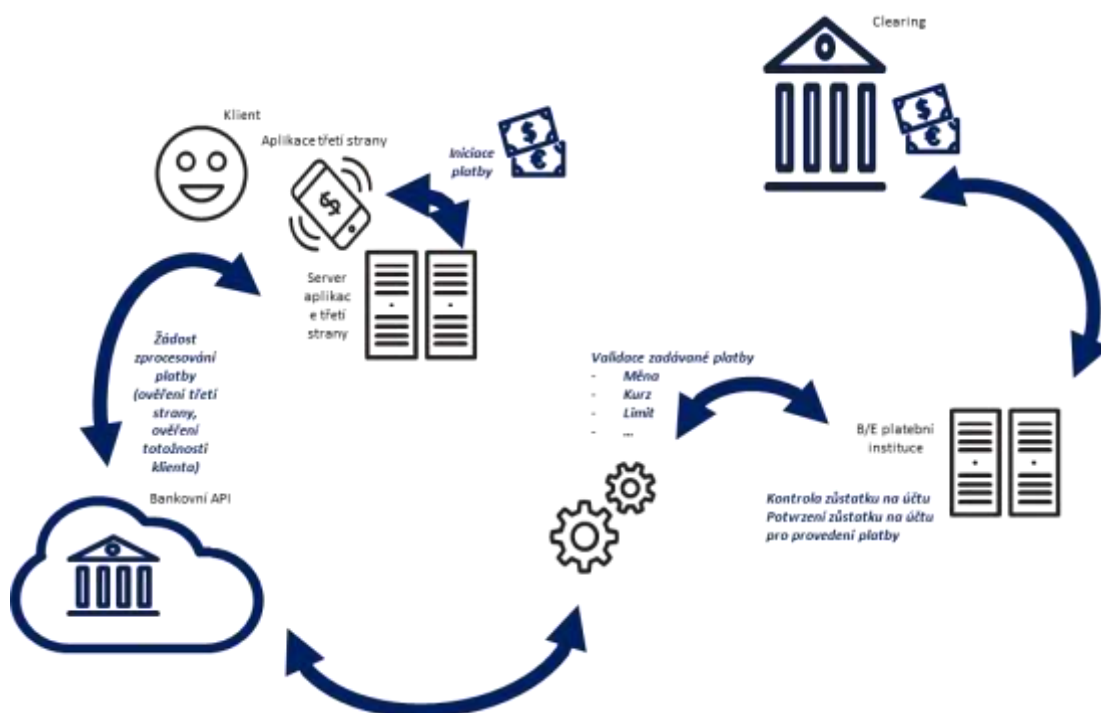 Clearing
Klient
Aplikace třetí strany
Iniciace
platby
Server
aplikac
e třetí
strany
Žádost
zprocesování
platby
(ověření třetí
strany,
ověření
totožnosti
klienta)
Bankovní API
Validace zadávané platby
- Měna
- Kurz
- Limit
- ...
B/E platební
instituce
Kontrola zůstatku na účtu
Potvrzení zůstatku na účtu
pro provedení platby